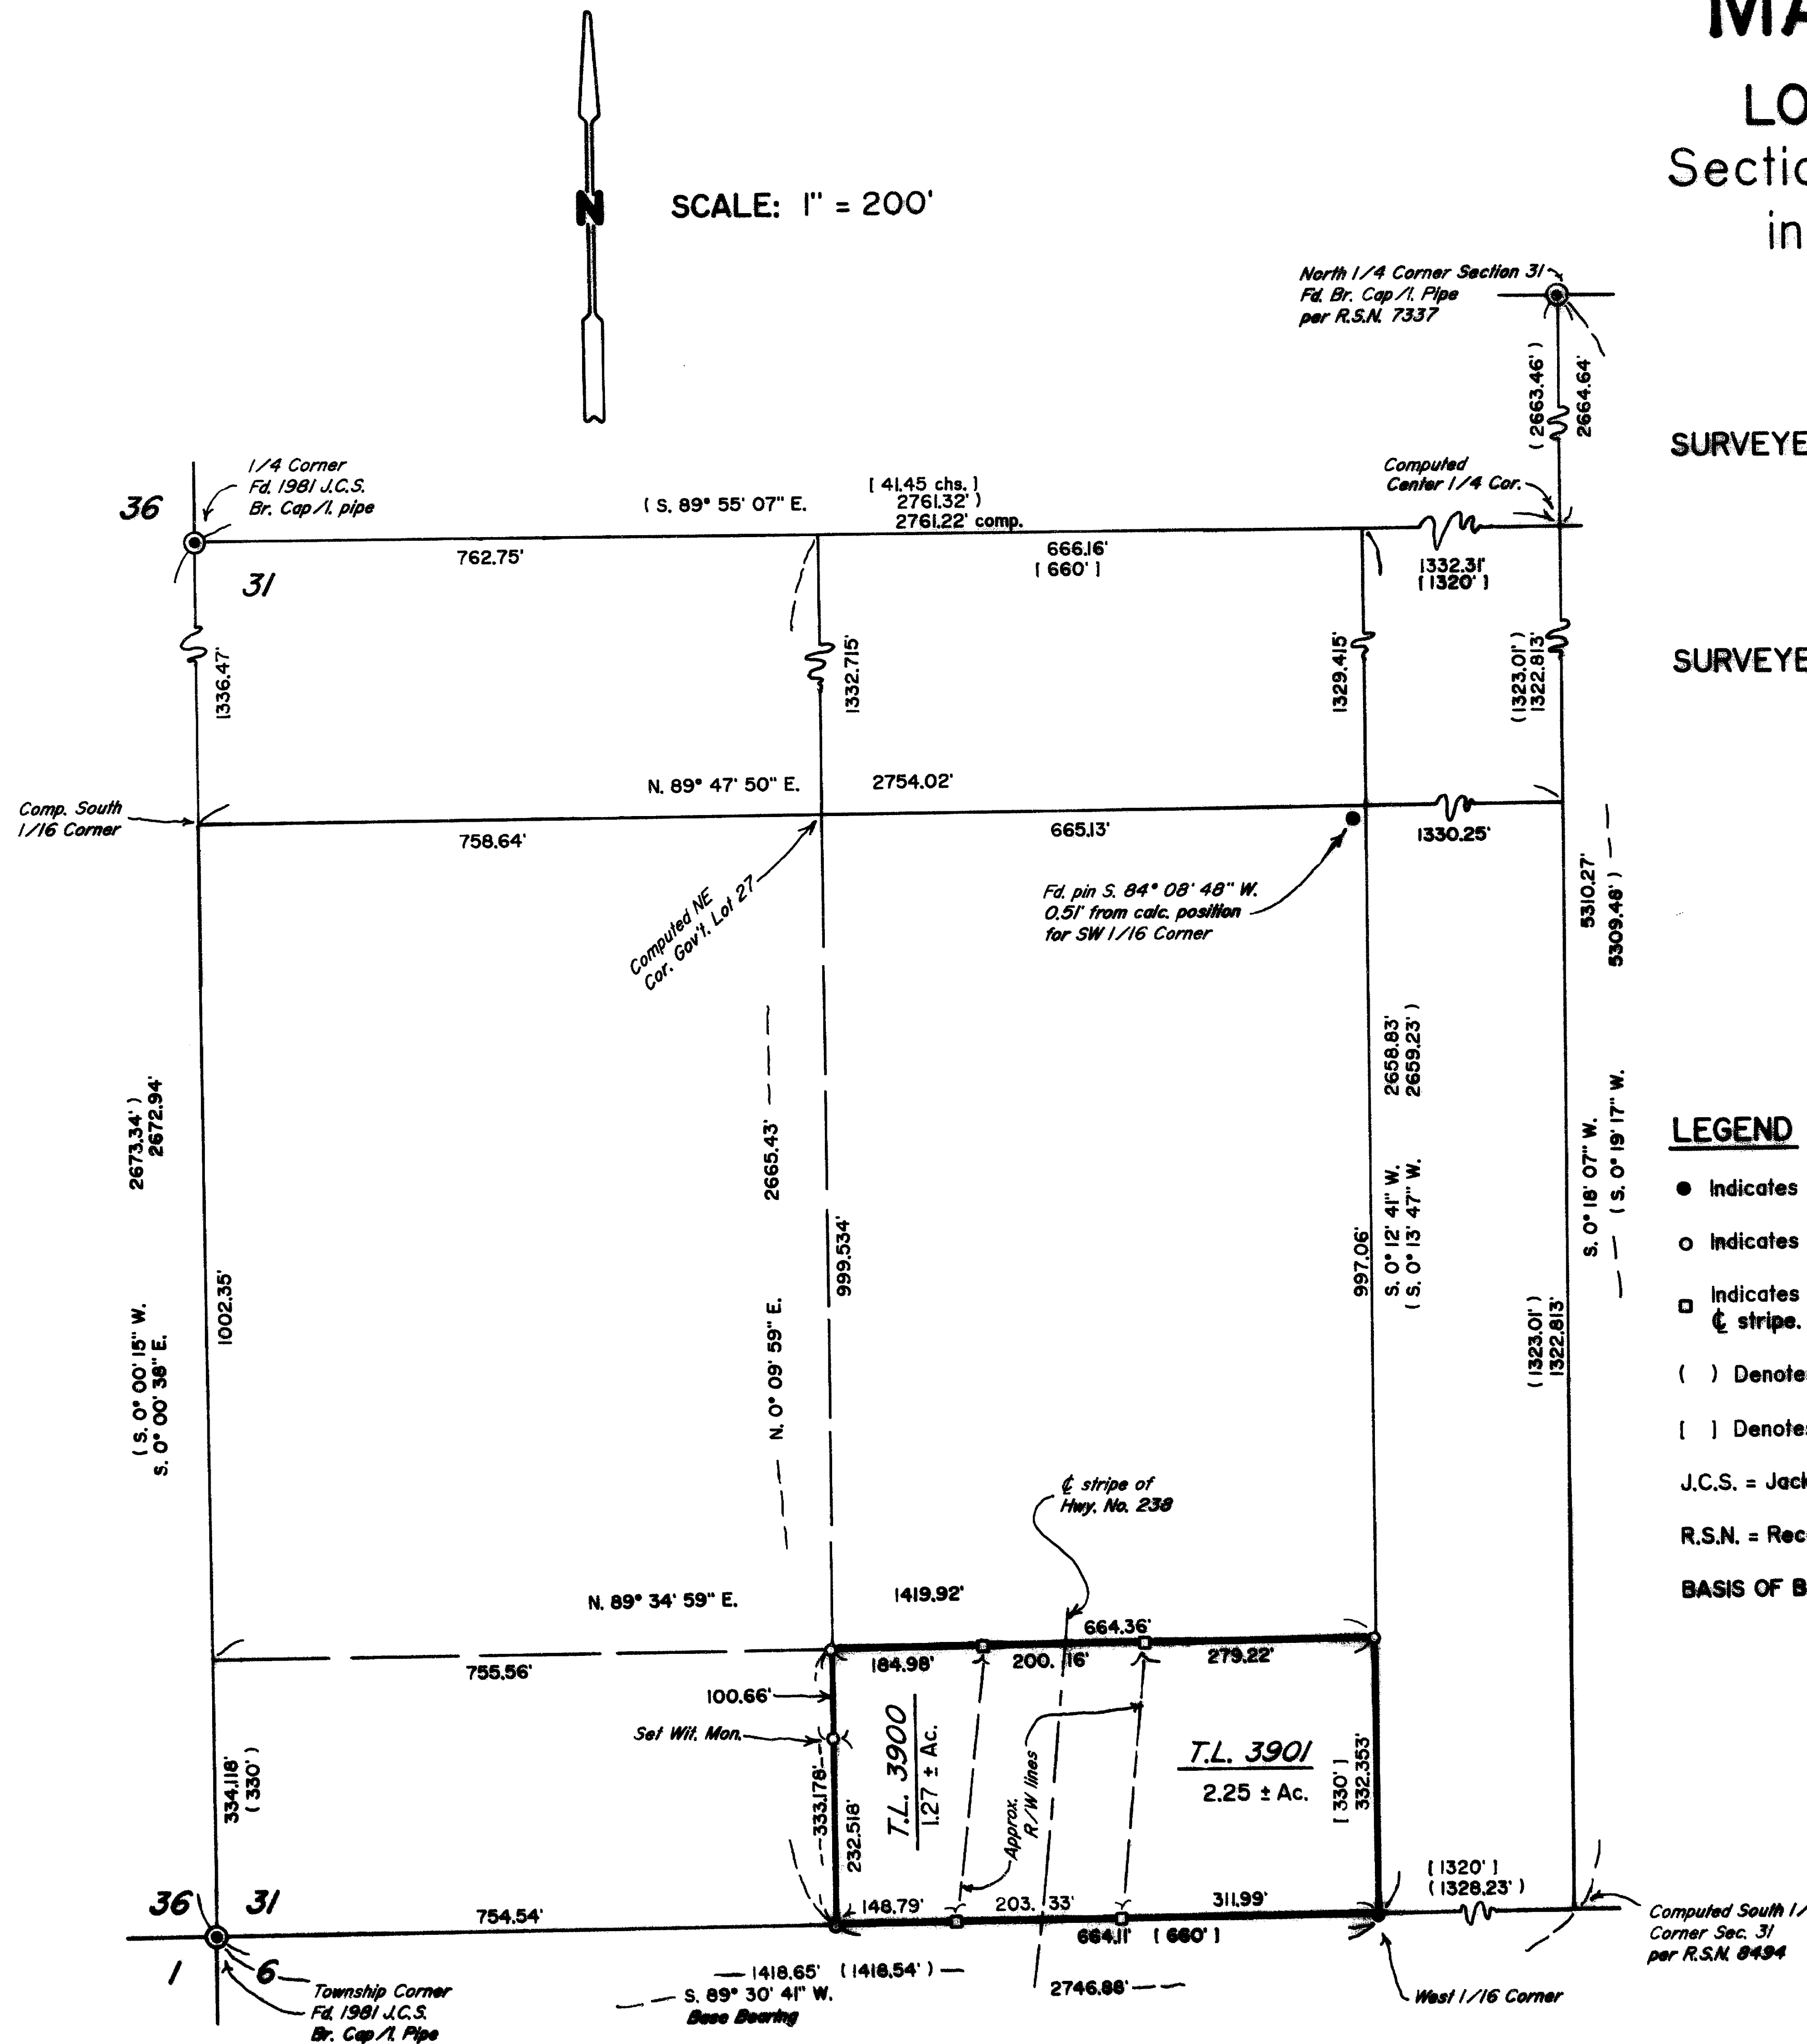 MA
LO
Sectio
in
N
SCALE: 1" = 200'
North 1/4 Corner Section 31
Fd. Br. Cap /I. Pipe
per R.S.N. 7337
( 2663.46' )
2664.64'
SURVEYE
1/4 Corner
Fd. 1981 J.C.S.
Br. Cap /I. pipe
36
31
( S. 89° 55' 07" E.
[ 41.45 chs. ]
2761.32' )
2761.22' comp.
Computed
Center 1/4 Cor.
762.75'
666.16'
[ 660' ]
1332.31'
[ 1320' ]
1336.47'
1332.715'
1329.415'
(1323.01')
1322.813'
SURVEYE
N. 89° 47' 50" E.
2754.02'
Comp. South
1/16 Corner
758.64'
665.13'
1330.25'
Computed NE
Cor. Gov't. Lot 27
Fd. pin S. 84° 08' 48" W.
0.51' from calc. position
for SW 1/16 Corner
5310.27'
5309.48' )
2673.34' )
2672.94'
2665.43'
2658.83'
2659.23' )
S. 0° 18' 07" W.
( S. 0° 19' 17" W.
LEGEND
Indicates
Indicates
Indicates
℄ stripe.
( ) Denote
[ ] Denote
J.C.S. = Jack
R.S.N. = Rec
BASIS OF B
( S. 0° 00' 15" W.
S. 0° 00' 38" E.
1002.35'
N. 0° 09' 59" E.
999.534'
997.06'
S. 0° 12' 41" W.
( S. 0° 13' 47" W.
(1323.01')
1322.813'
℄ stripe of
Hwy. No. 238
N. 89° 34' 59" E.
1419.92'
664.36'
755.56'
184.98'
200.16'
279.22'
100.66'
Set Wit. Mon.
333.178'
232.518'
T.L. 3900
1.27 ± Ac.
Approx.
R/W lines
T.L. 3901
2.25 ± Ac.
[ 330' ]
332.353'
334.118'
( 330' )
36
31
754.54'
148.79'
203.33'
311.99'
664.11' [ 660' ]
[ 1320' ]
( 1328.23' )
Computed South 1/
Corner Sec. 31
per R.S.N. 8494
1
6
Township Corner
Fd. 1981 J.C.S.
Br. Cap /I. Pipe
1418.65' ( 1418.54' )
S. 89° 30' 41" W.
Base Bearing
2746.88'
West 1/16 Corner